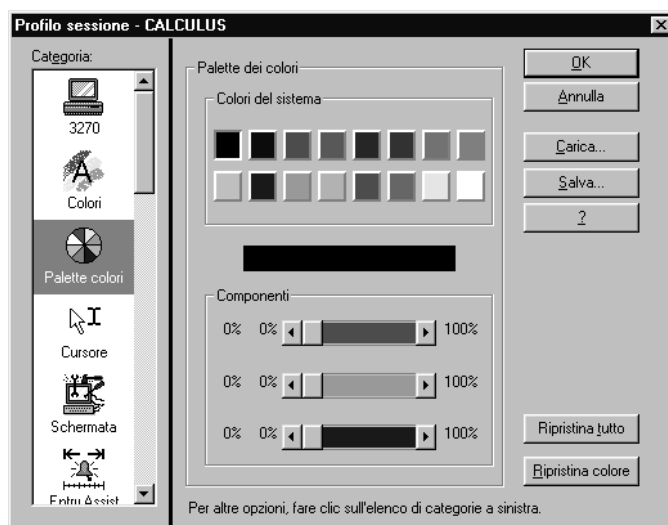 Profilo sessione - CALCULUS
Categoria:
3270
Colori
Palette colori
Cursore
Schermata
Entry Assist
Palette dei colori
Colori del sistema
Componenti
0% 0% 100%
0% 0% 100%
0% 0% 100%
OK
Annulla
Carica...
Salva...
?
Ripristina tutto
Ripristina colore
Per altre opzioni, fare clic sull'elenco di categorie a sinistra.